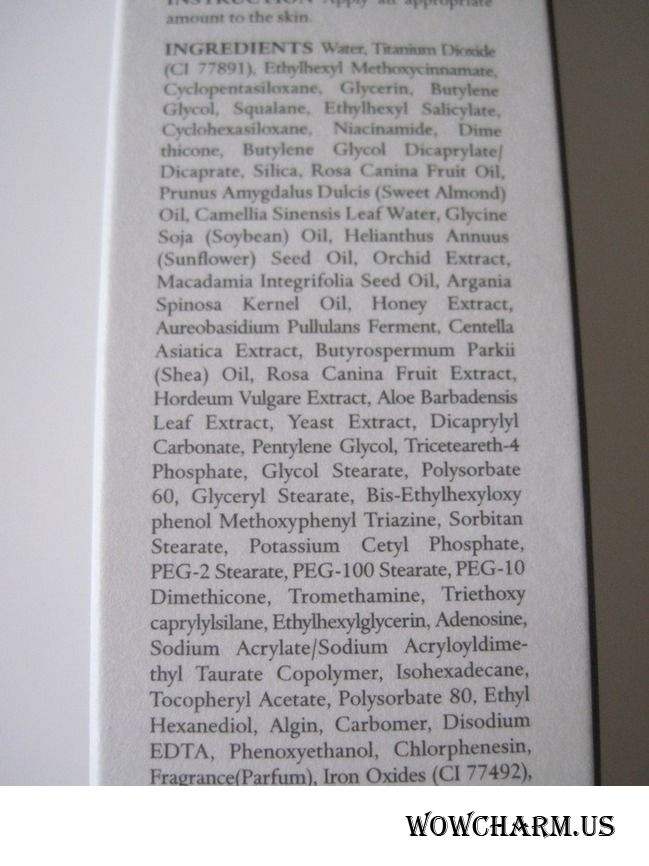 INSTRUCTION Apply an appropriate
amount to the skin.
INGREDIENTS Water, Titanium Dioxide
(CI 77891), Ethylhexyl Methoxycinnamate,
Cyclopentasiloxane, Glycerin, Butylene
Glycol, Squalane, Ethylhexyl Salicylate,
Cyclohexasiloxane, Niacinamide, Dime
thicone, Butylene Glycol Dicaprylate/
Dicaprate, Silica, Rosa Canina Fruit Oil,
Prunus Amygdalus Dulcis (Sweet Almond)
Oil, Camellia Sinensis Leaf Water, Glycine
Soja (Soybean) Oil, Helianthus Annuus
(Sunflower) Seed Oil, Orchid Extract,
Macadamia Integrifolia Seed Oil, Argania
Spinosa Kernel Oil, Honey Extract,
Aureobasidium Pullulans Ferment, Centella
Asiatica Extract, Butyrospermum Parkii
(Shea) Oil, Rosa Canina Fruit Extract,
Hordeum Vulgare Extract, Aloe Barbadensis
Leaf Extract, Yeast Extract, Dicaprylyl
Carbonate, Pentylene Glycol, Triceteareth-4
Phosphate, Glycol Stearate, Polysorbate
60, Glyceryl Stearate, Bis-Ethylhexyloxy
phenol Methoxyphenyl Triazine, Sorbitan
Stearate, Potassium Cetyl Phosphate,
PEG-2 Stearate, PEG-100 Stearate, PEG-10
Dimethicone, Tromethamine, Triethoxy
caprylylsilane, Ethylhexylglycerin, Adenosine,
Sodium Acrylate/Sodium Acryloyldime-
thyl Taurate Copolymer, Isohexadecane,
Tocopheryl Acetate, Polysorbate 80, Ethyl
Hexanediol, Algin, Carbomer, Disodium
EDTA, Phenoxyethanol, Chlorphenesin,
Fragrance(Parfum), Iron Oxides (CI 77492),
WOWCHARM.US